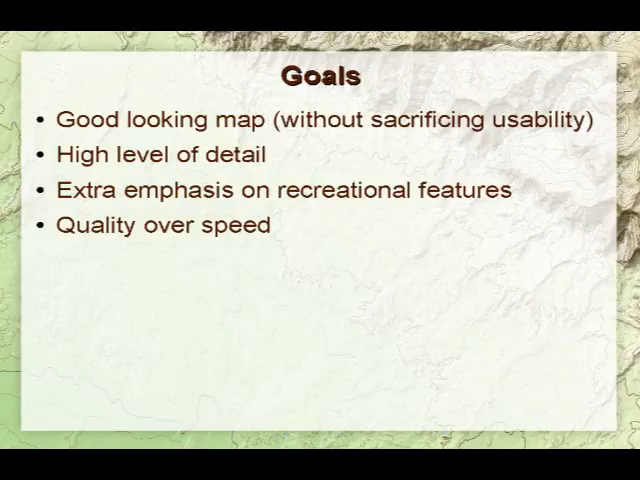 Goals
• Good looking map (without sacrificing usability)
• High level of detail
• Extra emphasis on recreational features
• Quality over speed